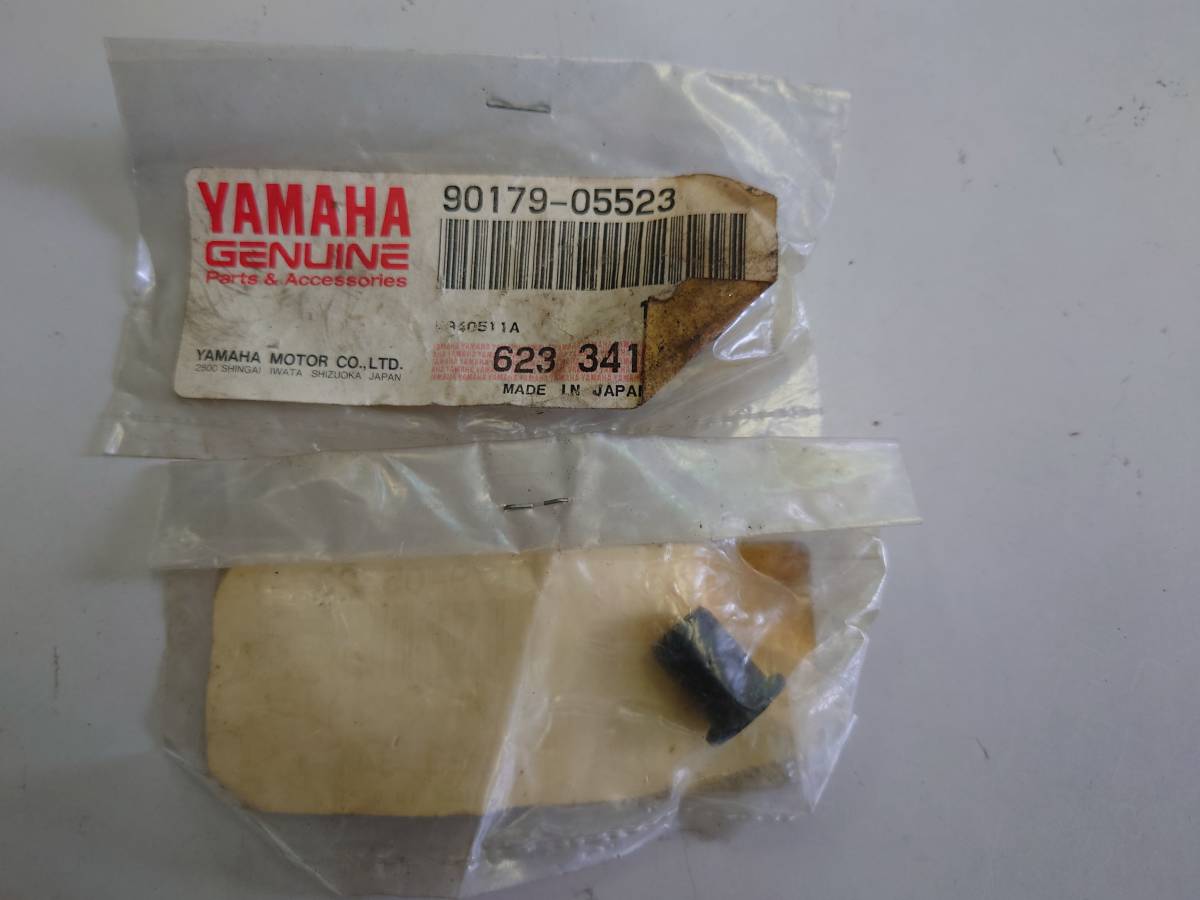 YAMAHA
GENUINE
Parts & Accessories
90179-05523
YAMAHA MOTOR CO.,LTD.
2500 SHINGAI IWATA SHIZUOKA JAPAN
623 341
MADE IN JAPAN